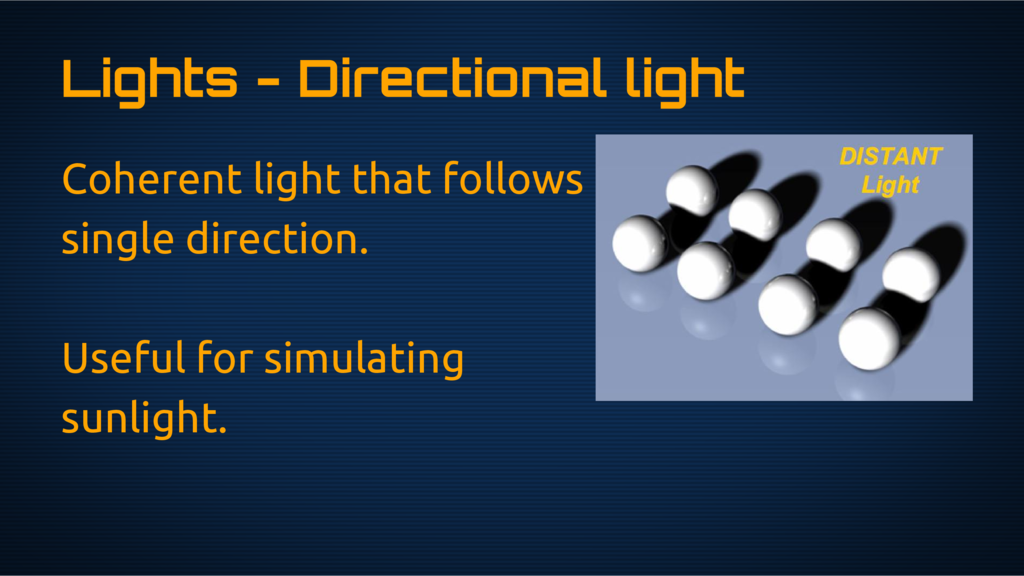 Lights - Directional light
Coherent light that follows
single direction.
Useful for simulating
sunlight.
DISTANT
Light